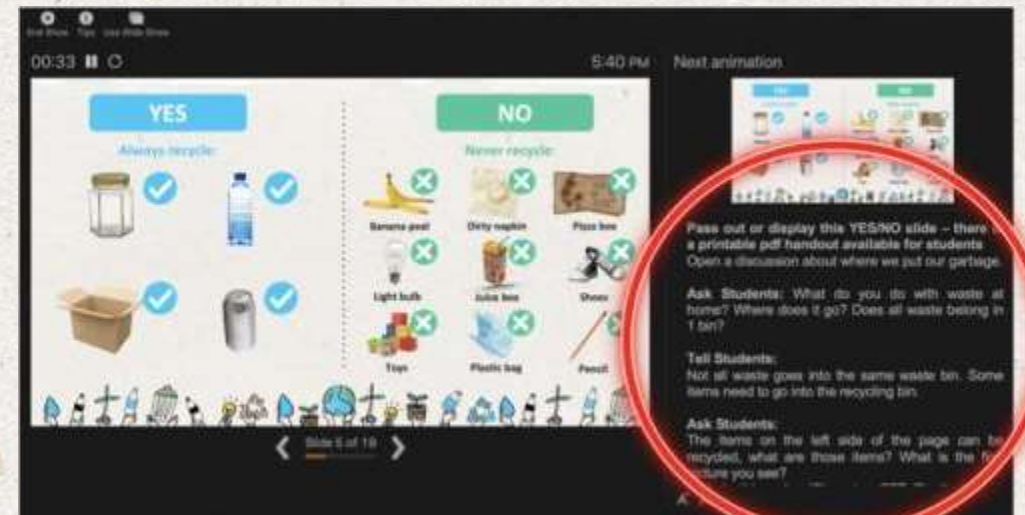 End Show Tips Use Slide Show
00:33
5:40 PM
Next animation
YES
NO
Always recycle:
Never recycle:
Banana peel
Dirty napkin
Pizza box
Light bulb
Juice box
Shoes
Toys
Plastic bag
Pencil
Slide 5 of 19
Pass out or display this YES/NO slide – there
a printable pdf handout available for students
Open a discussion about where we put our garbage.
Ask Students: What do you do with waste at
home? Where does it go? Does all waste belong in
1 bin?
Tell Students:
Not all waste goes into the same waste bin. Some
items need to go into the recycling bin.
Ask Students:
The items on the left side of the page can be
recycled, what are those items? What is the
picture you see?